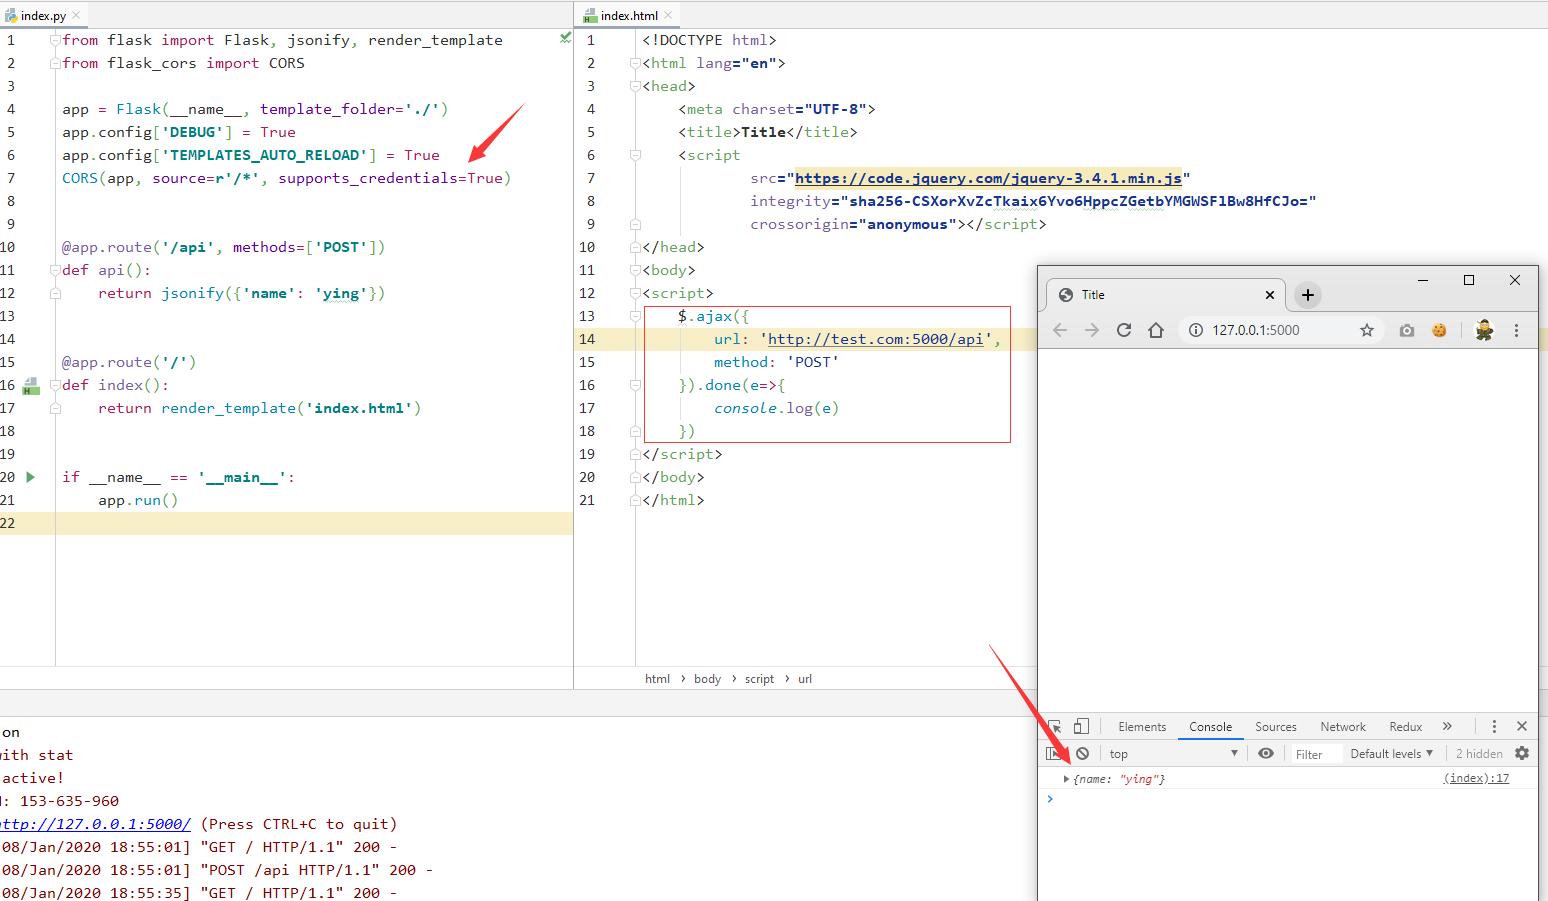 index.py
1 from flask import Flask, jsonify, render_template
2 from flask_cors import CORS
3
4 app = Flask(__name__, template_folder='./')
5 app.config['DEBUG'] = True
6 app.config['TEMPLATES_AUTO_RELOAD'] = True
7 CORS(app, source=r'/*', supports_credentials=True)
8
9
10 @app.route('/api', methods=['POST'])
11 def api():
12     return jsonify({'name': 'ying'})
13
14
15 @app.route('/')
16 def index():
17     return render_template('index.html')
18
19
20 if __name__ == '__main__':
21     app.run()
22
index.html
1 <!DOCTYPE html>
2 <html lang="en">
3 <head>
4     <meta charset="UTF-8">
5     <title>Title</title>
6     <script
7             src="https://code.jquery.com/jquery-3.4.1.min.js"
8             integrity="sha256-CSXorXvZcTkaix6Yvo6HppcZGetbYMGWSFlBw8HfCJo="
9             crossorigin="anonymous"></script>
10 </head>
11 <body>
12 <script>
13     $.ajax({
14         url: 'http://test.com:5000/api',
15         method: 'POST'
16     }).done(e=>{
17         console.log(e)
18     })
19 </script>
20 </body>
21 </html>
html › body › script › url
on
with stat
active!
: 153-635-960
http://127.0.0.1:5000/ (Press CTRL+C to quit)
08/Jan/2020 18:55:01] "GET / HTTP/1.1" 200 -
08/Jan/2020 18:55:01] "POST /api HTTP/1.1" 200 -
08/Jan/2020 18:55:35] "GET / HTTP/1.1" 200 -
Title
127.0.0.1:5000
Elements Console Sources Network Redux »
top Filter Default levels 2 hidden
{name: "ying"} (index):17